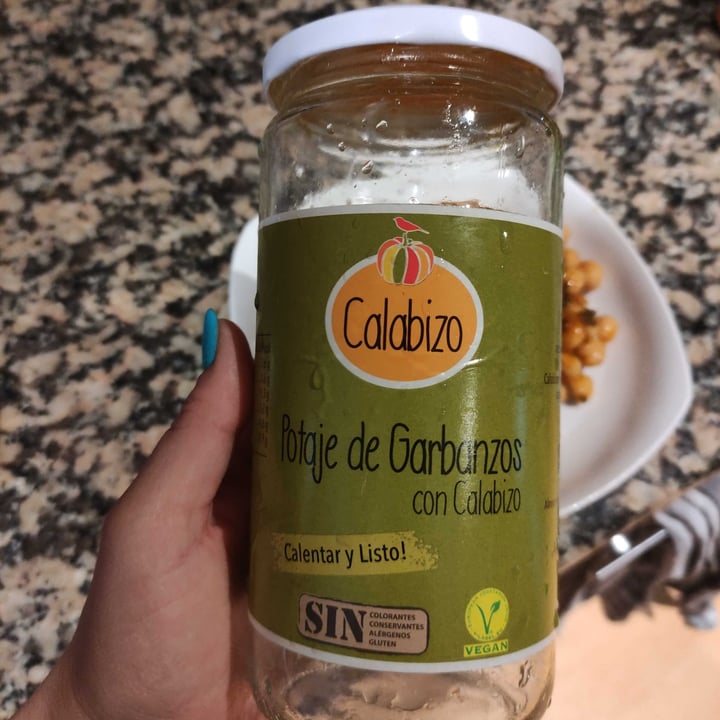 Calabizo
Potaje de Garbanzos
con Calabizo
Calentar y Listo!
SIN
COLORANTES
CONSERVANTES
ALÉRGENOS
GLUTEN
VEGAN